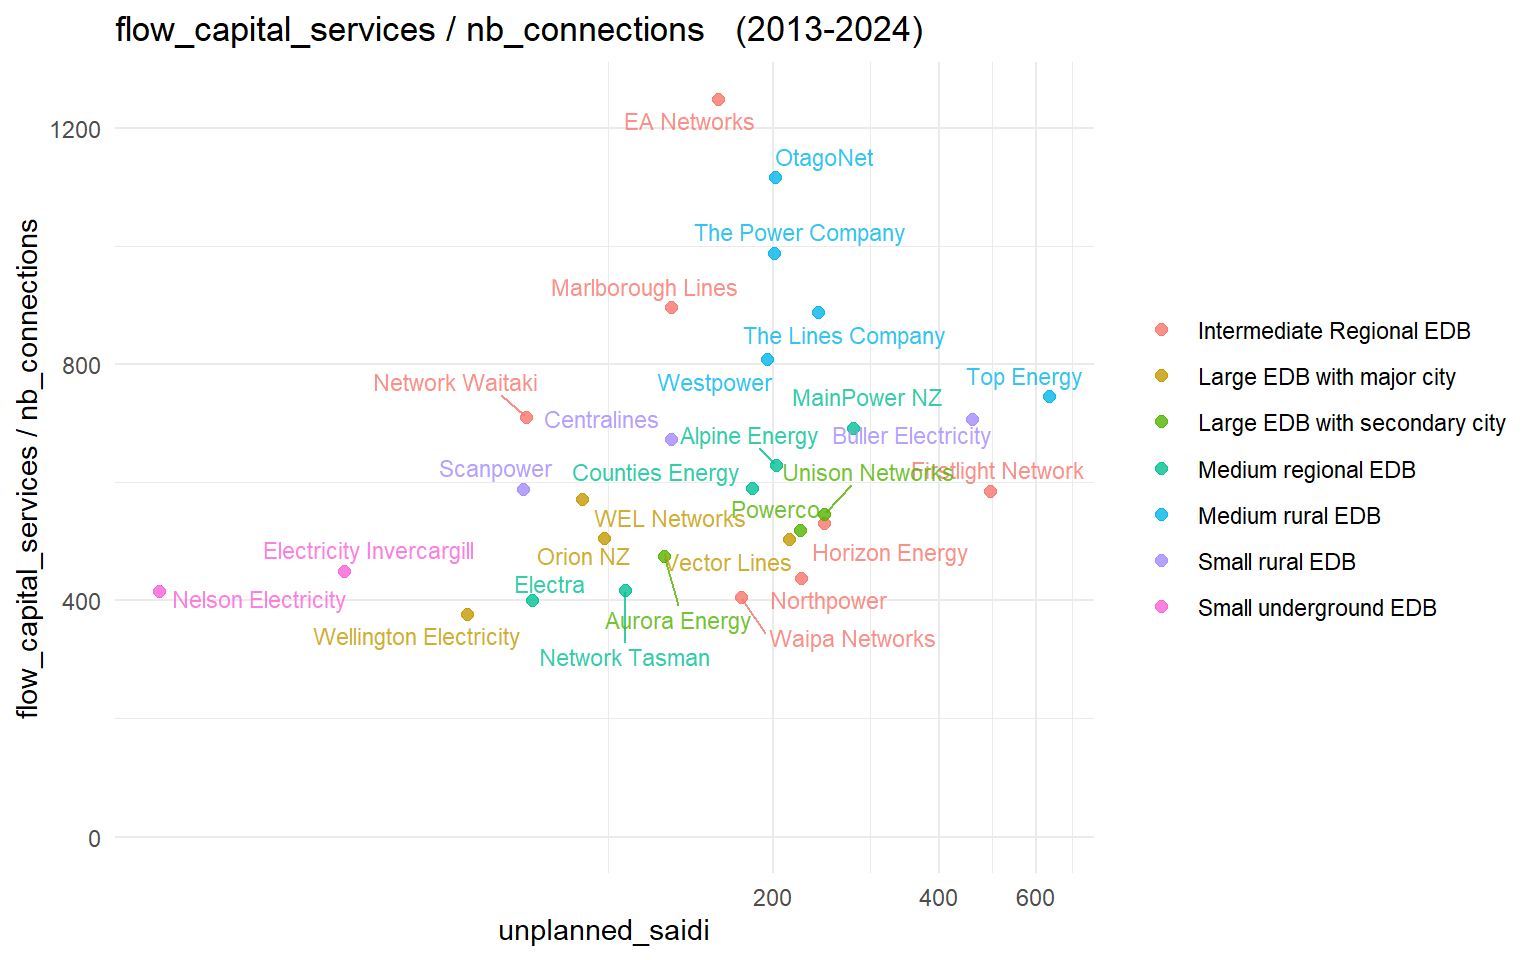 flow_capital_services / nb_connections (2013-2024)
flow_capital_services / nb_connections
1200
800
400
0
EA Networks
OtagoNet
The Power Company
Marlborough Lines
The Lines Company
Network Waitaki
Westpower
Top Energy
MainPower NZ
Centralines
Alpine Energy
Buller Electricity
Scanpower
Counties Energy
Unison Networks
Firstlight Network
WEL Networks
Powerco
Electricity Invercargill
Orion NZ
Vector Lines
Horizon Energy
Nelson Electricity
Electra
Northpower
Wellington Electricity
Aurora Energy
Waipa Networks
Network Tasman
200
400
600
unplanned_saidi
Intermediate Regional EDB
Large EDB with major city
Large EDB with secondary city
Medium regional EDB
Medium rural EDB
Small rural EDB
Small underground EDB